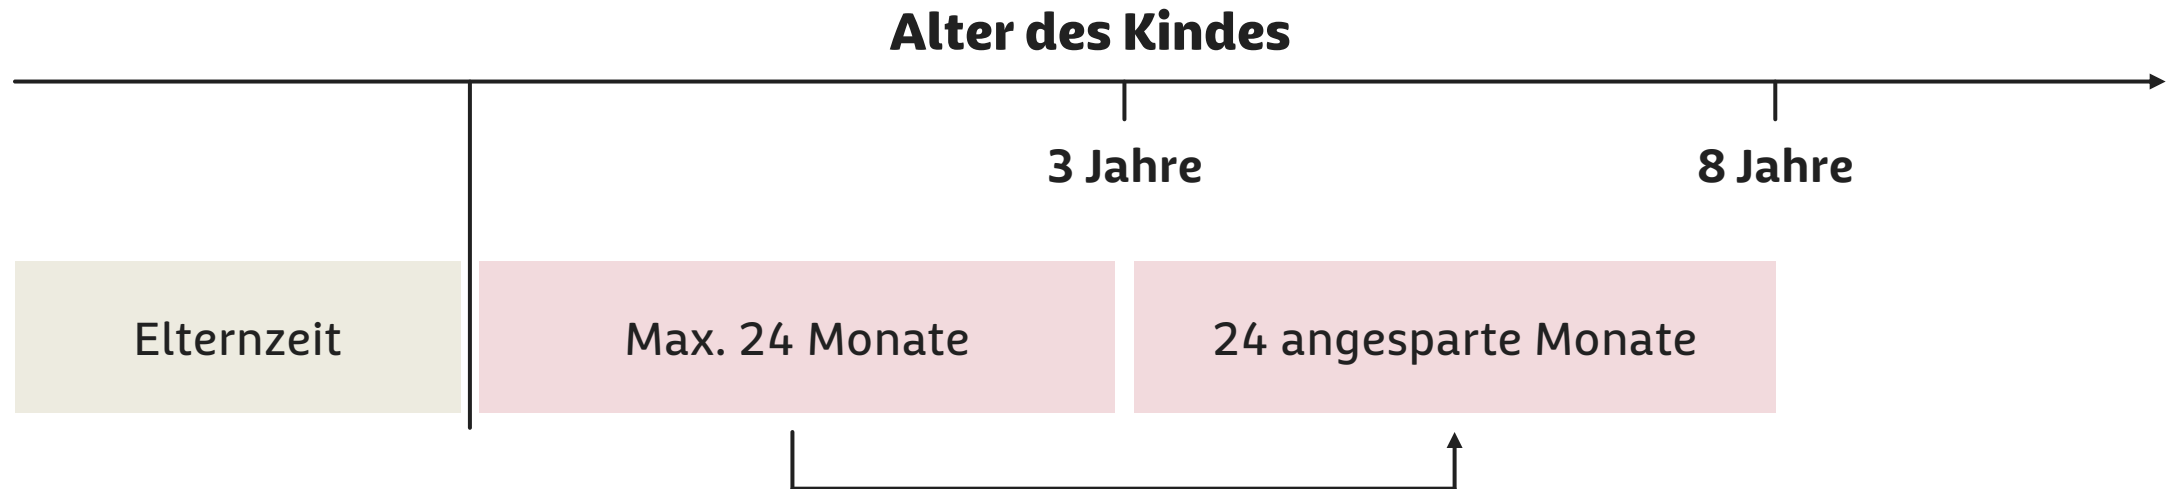 Alter des Kindes
3 Jahre
8 Jahre
Elternzeit
Max. 24 Monate
24 angesparte Monate